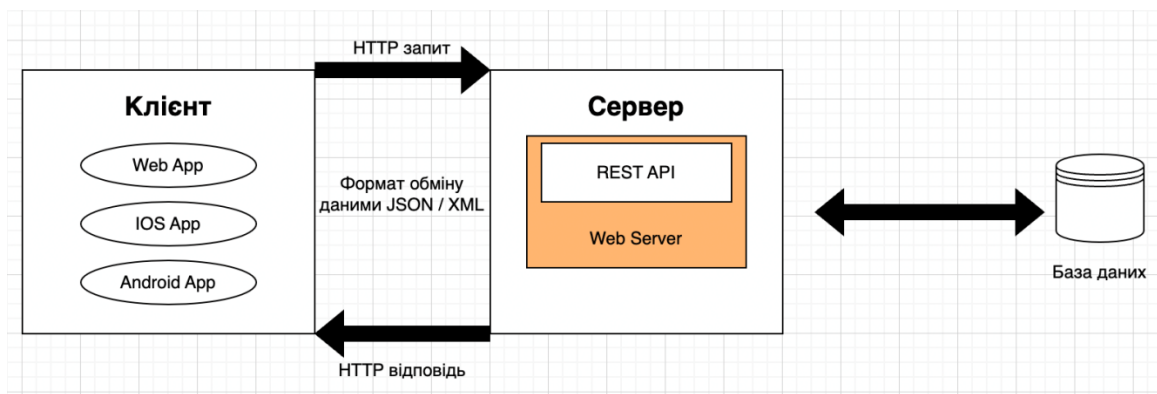 HTTP запит
Клієнт
Web App
IOS App
Android App
Формат обміну
даними JSON / XML
Сервер
REST API
Web Server
База даних
HTTP відповідь